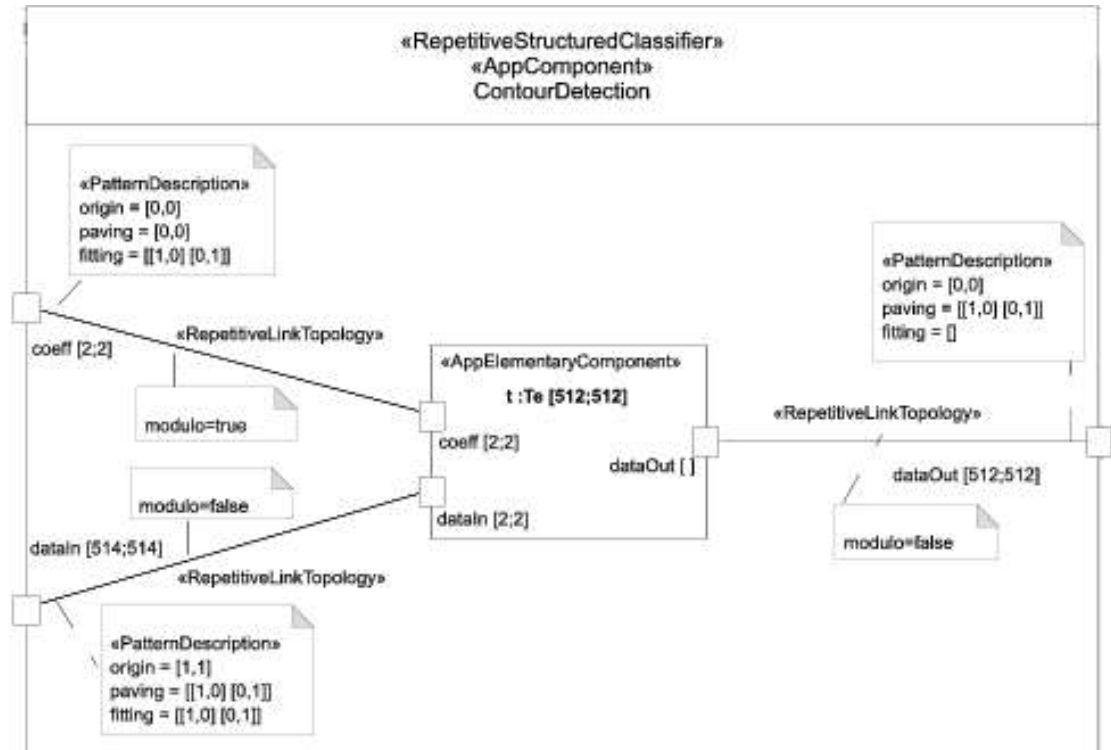 «RepetitiveStructuredClassifier»
«AppComponent»
ContourDetection
«PatternDescription»
origin = [0,0]
paving = [0,0]
fitting = [[1,0] [0,1]]
«PatternDescription»
origin = [0,0]
paving = [[1,0] [0,1]]
fitting = []
«RepetitiveLinkTopology»
coeff [2;2]
«AppElementaryComponent»
t :Te [512;512]
modulo=true
«RepetitiveLinkTopology»
coeff [2;2]
dataOut [ ]
dataOut [512;512]
modulo=false
dataIn [2;2]
modulo=false
dataIn [514;514]
«RepetitiveLinkTopology»
«PatternDescription»
origin = [1,1]
paving = [[1,0] [0,1]]
fitting = [[1,0] [0,1]]